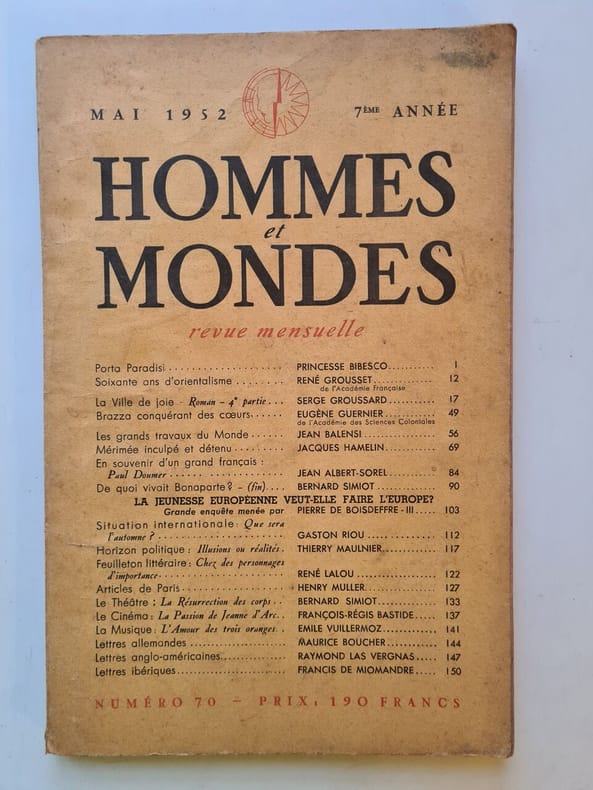 MAI 1952 7ÈME ANNÉE
HOMMES
et
MONDES
revue mensuelle
Porta Paradisi .................... PRINCESSE BIBESCO........... 1
Soixante ans d'orientalisme ........ RENÉ GROUSSET.............. 12
de l'Académie Française
La Ville de joie - Roman - 4e partie... SERGE GROUSSARD ........... 17
Brazza conquérant des cœurs...... EUGÈNE GUERNIER........... 49
de l'Académie des Sciences Coloniales
Les grands travaux du Monde ...... JEAN BALENSI ................ 56
Mérimée inculpé et détenu ......... JACQUES HAMELIN............ 69
En souvenir d'un grand français :
Paul Doumer .................... JEAN ALBERT-SOREL......... 84
De quoi vivait Bonaparte ? - (fin).... BERNARD SIMIOT ............. 90
LA JEUNESSE EUROPÉENNE VEUT-ELLE FAIRE L'EUROPE?
Grande enquête menée par PIERRE DE BOISDEFFRE - III..... 103
Situation internationale : Que sera
l'automne ? ...................... GASTON RIOU ................ 112
Horizon politique : Illusions ou réalités. THIERRY MAULNIER............ 117
Feuilleton littéraire : Chez des personnages
d'importance...................... RENÉ LALOU .................. 122
Articles de Paris .................. HENRY MULLER............... 127
Le Théâtre : La Résurrection des corps .. BERNARD SIMIOT ............. 133
Le Cinéma : La Passion de Jeanne d'Arc.. FRANÇOIS-RÉGIS BASTIDE..... 137
La Musique : L'Amour des trois oranges.. EMILE VUILLERMOZ............ 141
Lettres allemandes ................ MAURICE BOUCHER .......... 144
Lettres anglo-américaines............ RAYMOND LAS VERGNAS ..... 147
Lettres ibériques.................... FRANCIS DE MIOMANDRE..... 150
NUMÉRO 70 — PRIX : 190 FRANCS